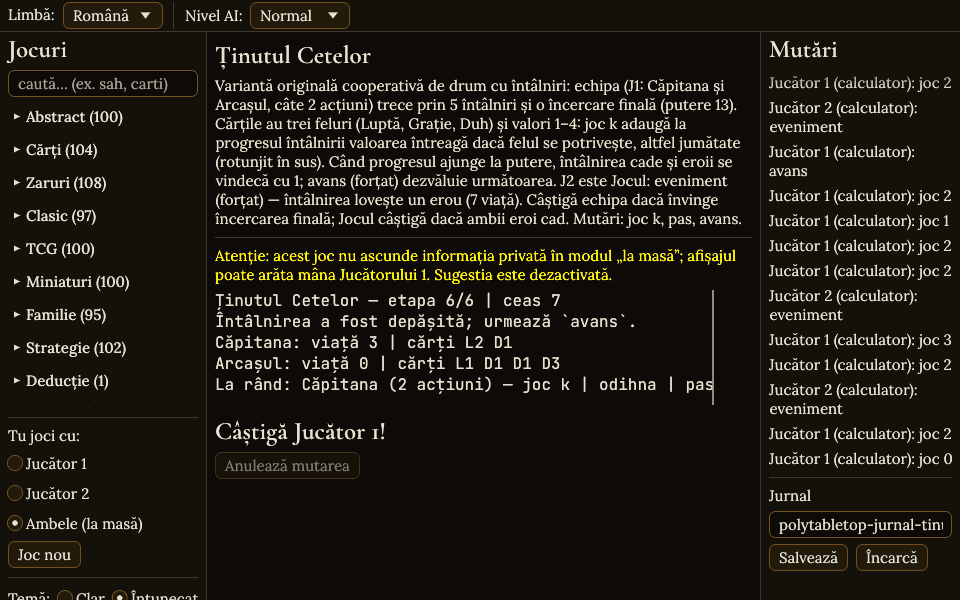 Limbă: Română ▼ Nivel AI: Normal ▼
Jocuri
caută... (ex. sah, carti)
▸ Abstract (100)
▸ Cărți (104)
▸ Zaruri (108)
▸ Clasic (97)
▸ TCG (100)
▸ Miniaturi (100)
▸ Familie (95)
▸ Strategie (102)
▸ Deducție (1)
Tu joci cu:
Jucător 1
Jucător 2
Ambele (la masă)
Joc nou
Temă: Clar Întunecat
Ținutul Cetelor
Variantă originală cooperativă de drum cu întâlniri: echipa (J1: Căpitana și
Arcașul, câte 2 acțiuni) trece prin 5 întâlniri și o încercare finală (putere 13).
Cărțile au trei feluri (Luptă, Grație, Duh) și valori 1–4: joc k adaugă la
progresul întâlnirii valoarea întreagă dacă felul se potrivește, altfel jumătate
(rotunjit în sus). Când progresul ajunge la putere, întâlnirea cade și eroii se
vindecă cu 1; avans (forțat) dezvăluie următoarea. J2 este Jocul: eveniment
(forțat) — întâlnirea lovește un erou (7 viață). Câștigă echipa dacă învinge
încercarea finală; Jocul câștigă dacă ambii eroi cad. Mutări: joc k, pas, avans.
Atenție: acest joc nu ascunde informația privată în modul „la masă”; afișajul
poate arăta mâna Jucătorului 1. Sugestia este dezactivată.
Ținutul Cetelor — etapa 6/6 | ceas 7
Întâlnirea a fost depășită; urmează `avans`.
Căpitana: viață 3 | cărți L2 D1
Arcașul: viață 0 | cărți L1 D1 D1 D3
La rând: Căpitana (2 acțiuni) — joc k | odihna | pas
Câștigă Jucător 1!
Anulează mutarea
Mutări
Jucător 1 (calculator): joc 2
Jucător 2 (calculator):
eveniment
Jucător 1 (calculator):
avans
Jucător 1 (calculator): joc 2
Jucător 1 (calculator): joc 1
Jucător 1 (calculator): joc 2
Jucător 1 (calculator): joc 2
Jucător 2 (calculator):
eveniment
Jucător 1 (calculator): joc 3
Jucător 1 (calculator): joc 2
Jucător 2 (calculator):
eveniment
Jucător 1 (calculator): joc 2
Jucător 1 (calculator): joc 0
Jurnal
polytabletop-jurnal-tinu
Salvează Încarcă